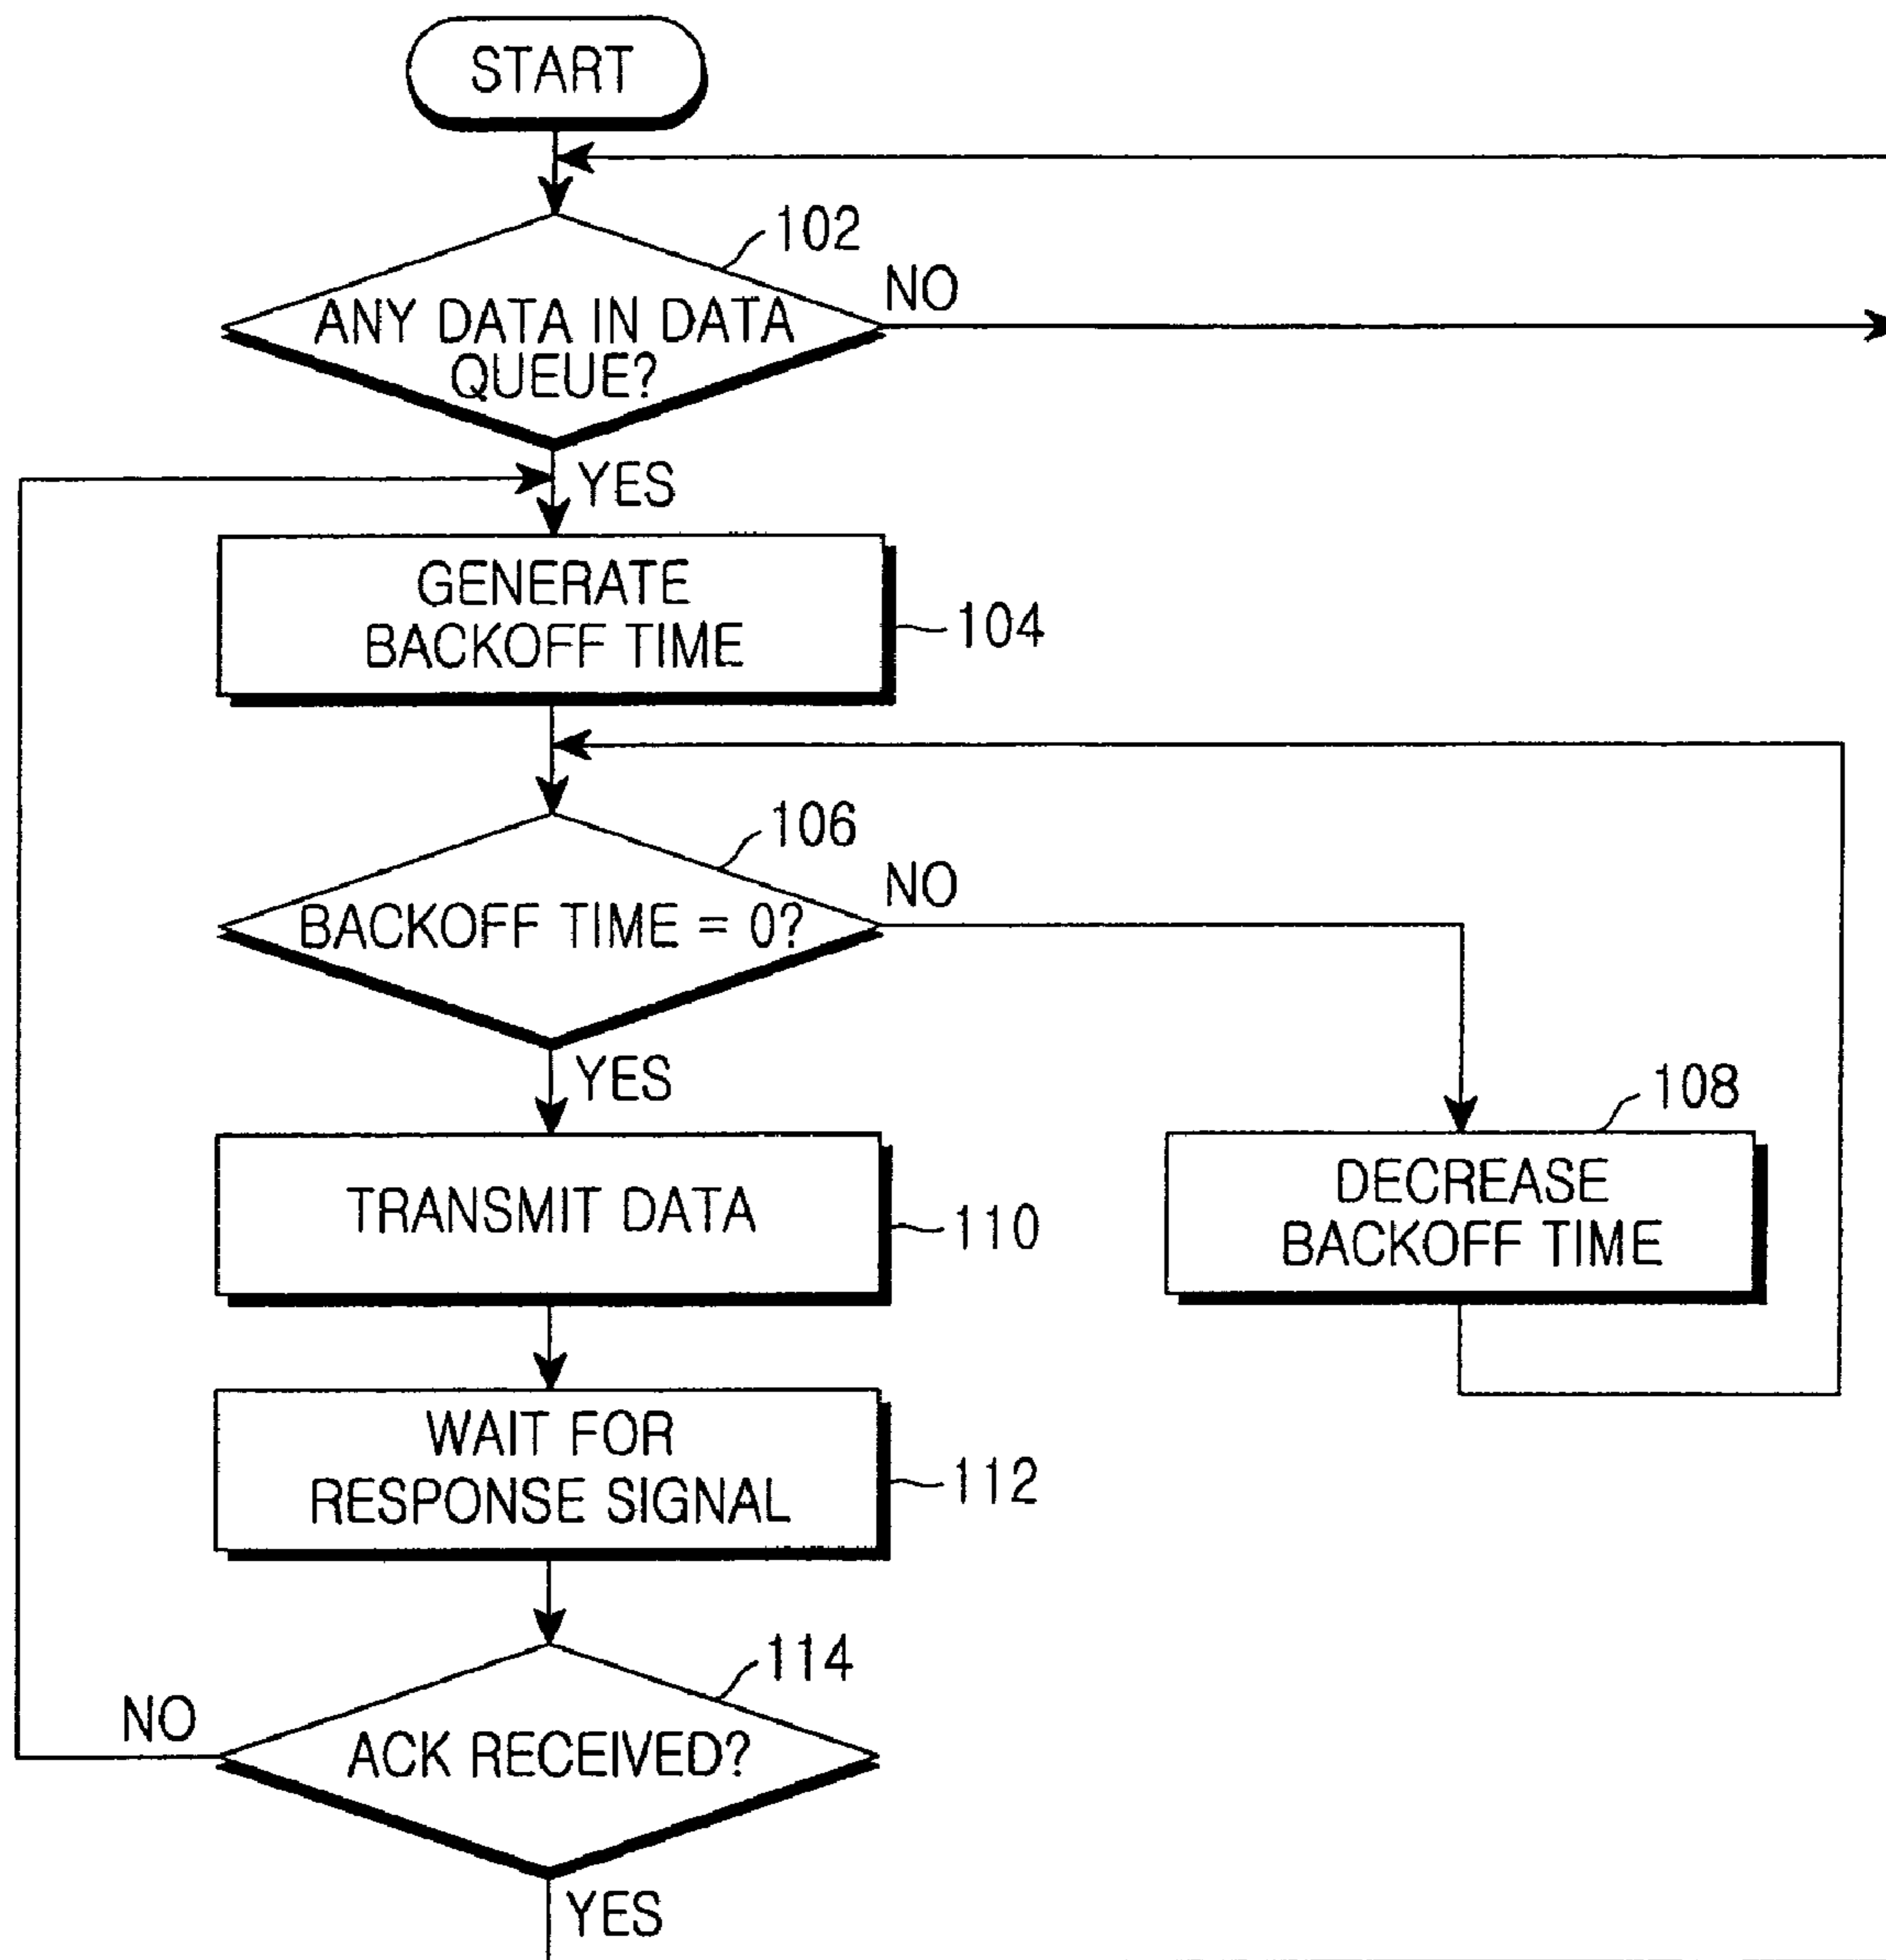 START
102
ANY DATA IN DATA
QUEUE?
NO
YES
GENERATE
BACKOFF TIME
104
106
BACKOFF TIME = 0?
NO
YES
108
TRANSMIT DATA
110
DECREASE
BACKOFF TIME
WAIT FOR
RESPONSE SIGNAL
112
114
NO
ACK RECEIVED?
YES